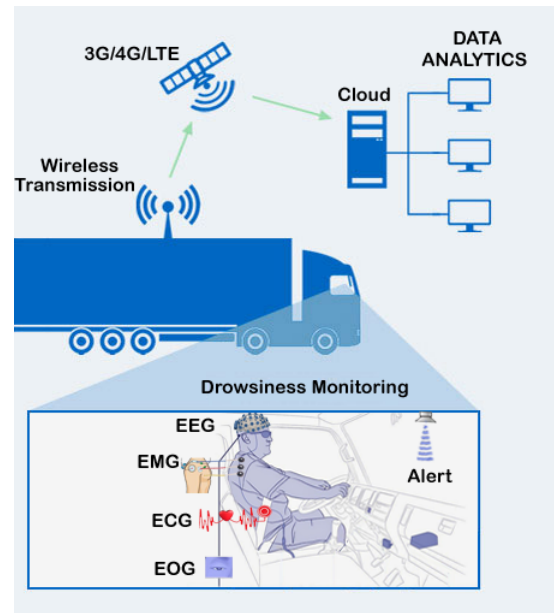 3G/4G/LTE
DATA
ANALYTICS
Cloud
Wireless
Transmission
Drowsiness Monitoring
EEG
EMG
Alert
ECG
EOG